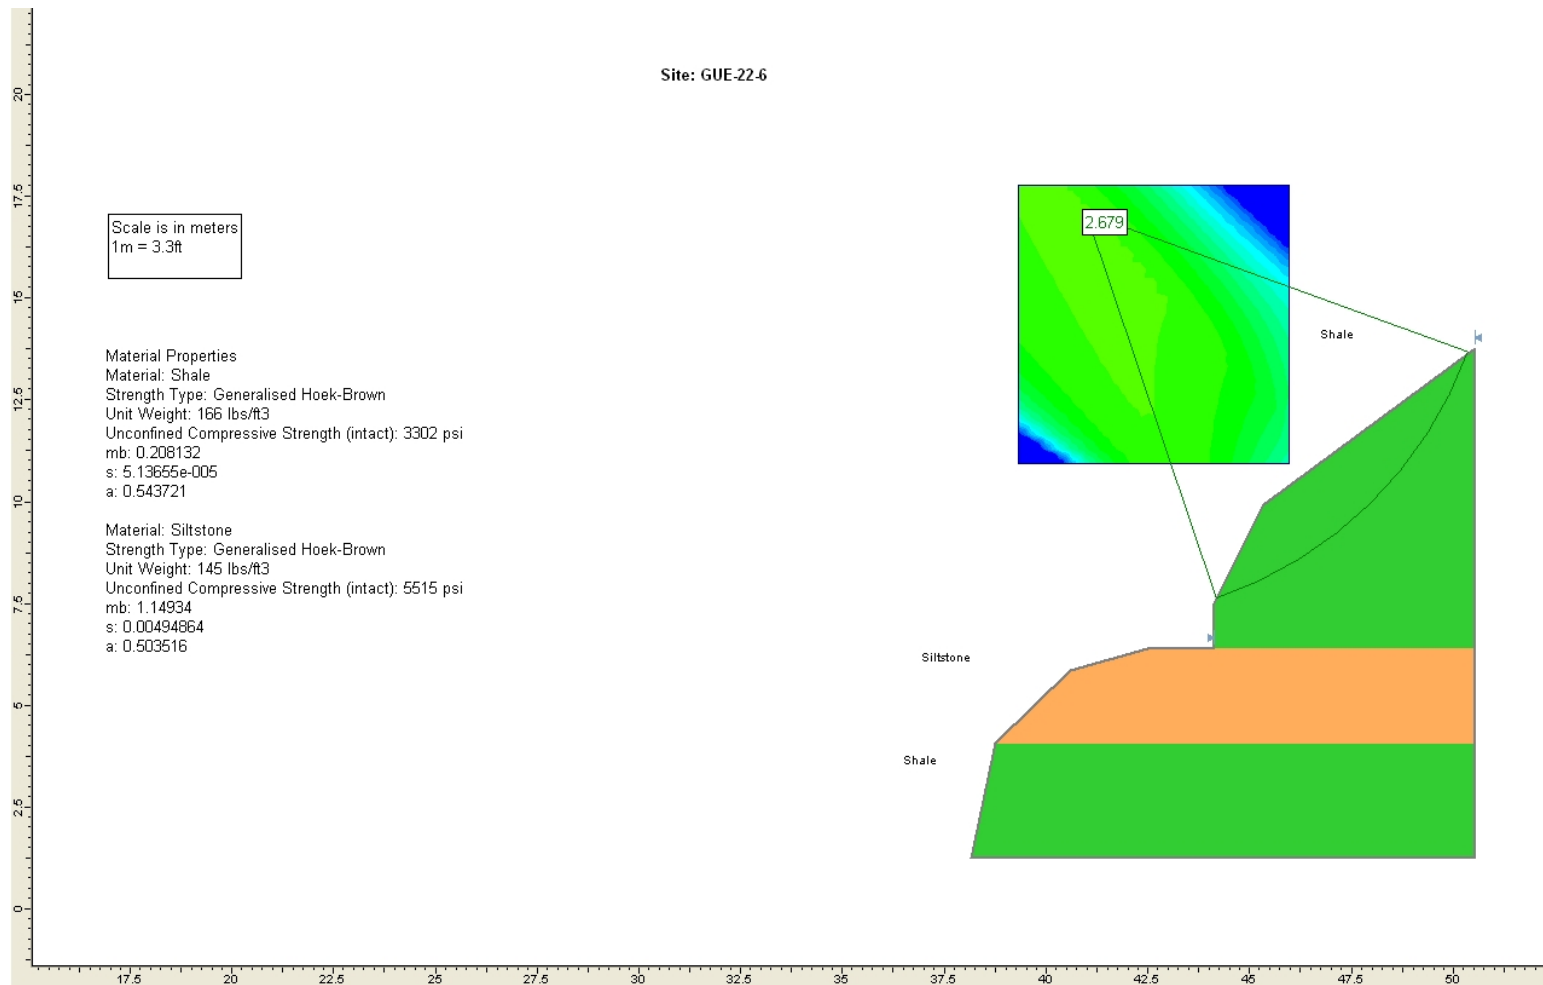 Site: GUE-22-6
Scale is in meters
1m = 3.3ft
2.679
Shale
Material Properties
Material: Shale
Strength Type: Generalised Hoek-Brown
Unit Weight: 166 lbs/ft3
Unconfined Compressive Strength (intact): 3302 psi
mb: 0.208132
s: 5.13655e-005
a: 0.543721
Material: Siltstone
Strength Type: Generalised Hoek-Brown
Unit Weight: 145 lbs/ft3
Unconfined Compressive Strength (intact): 5515 psi
mb: 1.14934
s: 0.00494864
a: 0.503516
Siltstone
Shale
20
17.5
15
12.5
10
7.5
5
2.5
0
17.5 20 22.5 25 27.5 30 32.5 35 37.5 40 42.5 45 47.5 50